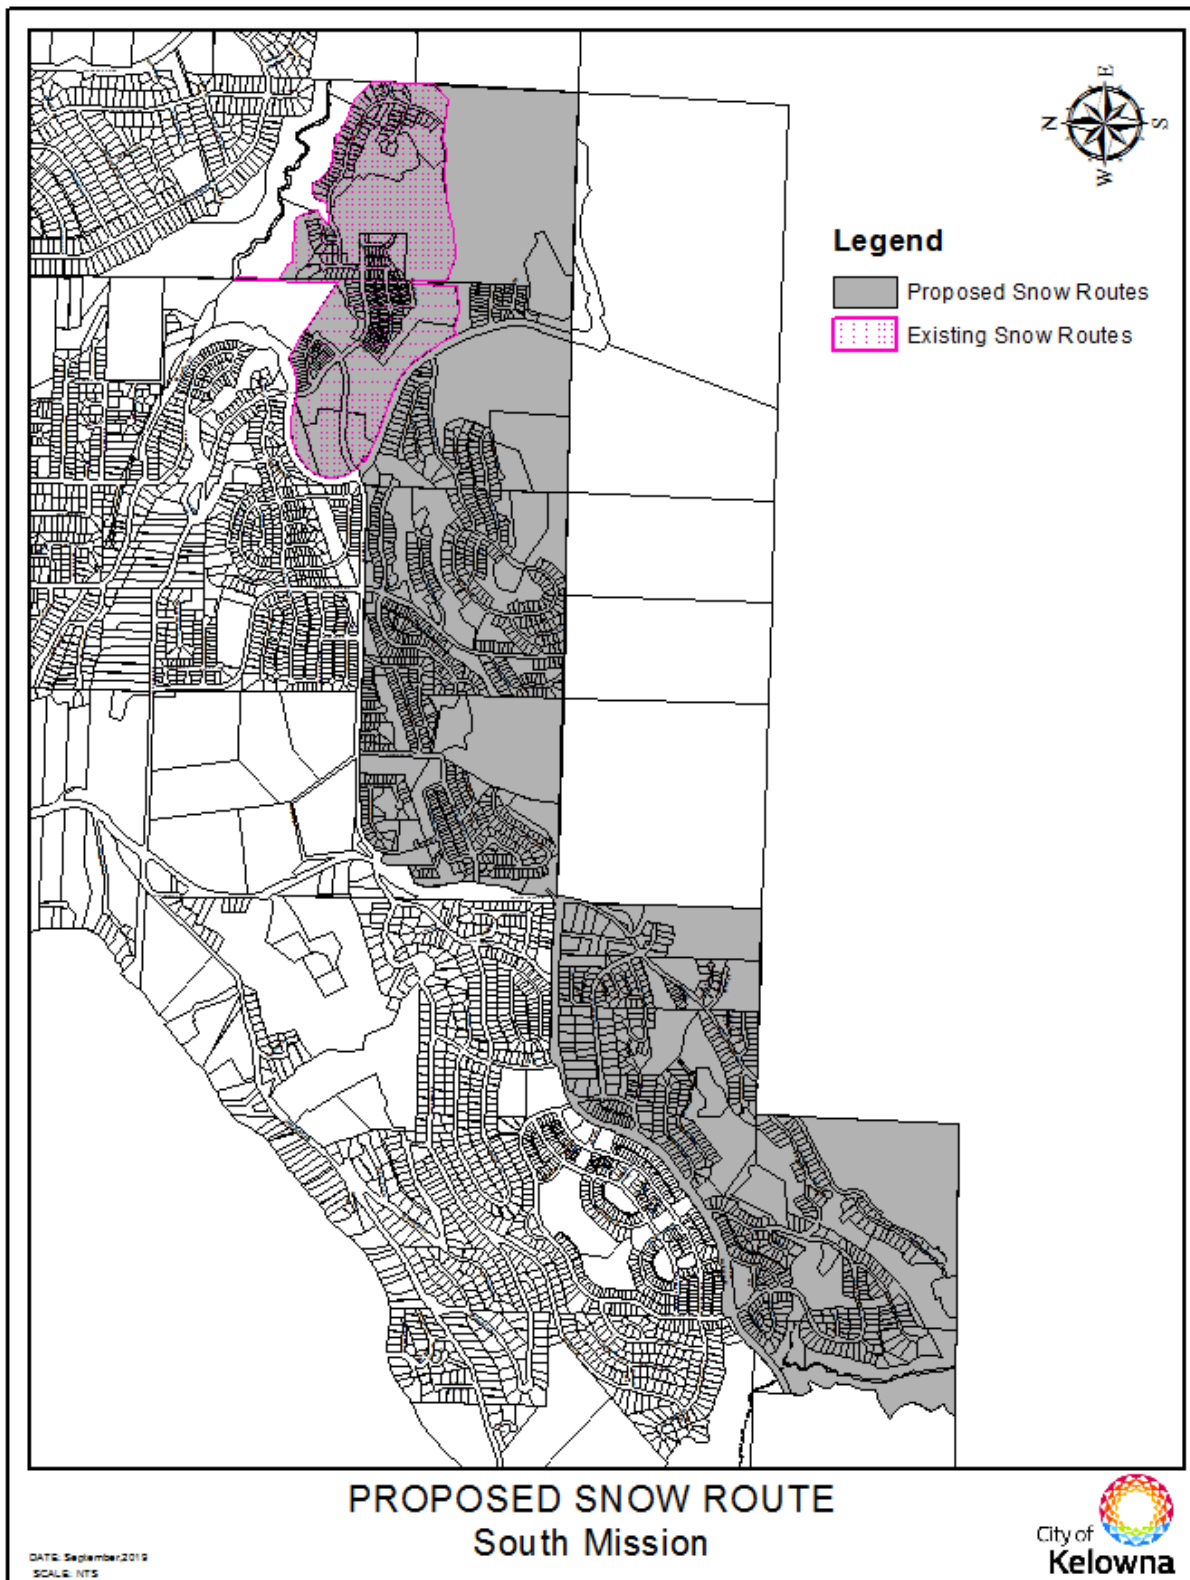 E
N
S
W
Legend
Proposed Snow Routes
Existing Snow Routes
PROPOSED SNOW ROUTE
South Mission
DATE: September,2019
SCALE: NTS
City of
Kelowna